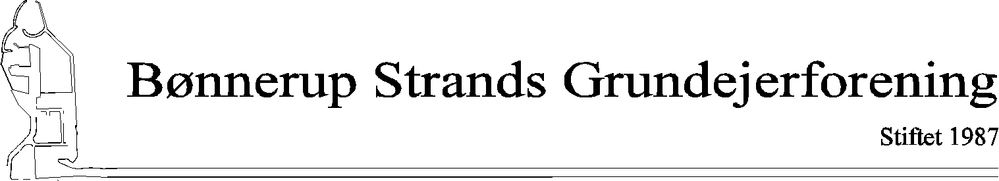 Bønnerup Strands Grundejerforening
Stiftet 1987